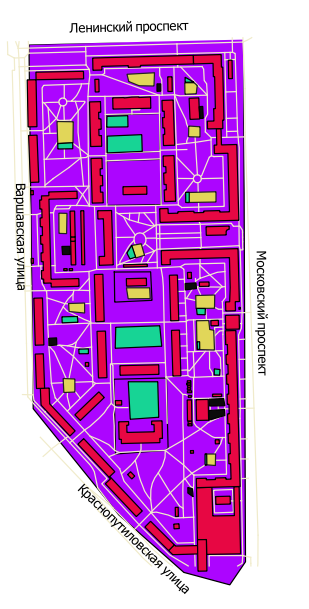 Ленинский проспект
Варшавская улица
Московский проспект
Краснопутиловская улица